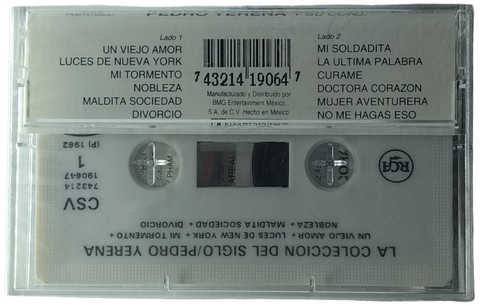 PEDRO YERENA Y SU CONJ.
Lado 1
UN VIEJO AMOR
LUCES DE NUEVA YORK
MI TORMENTO
NOBLEZA
MALDITA SOCIEDAD
DIVORCIO
7 43214 19064 7
Manufacturado y Distribuido por
BMG Entertainment México,
S.A. de C.V. Hecho en México
Lado 2
MI SOLDADITA
LA ULTIMA PALABRA
CURAME
DOCTORA CORAZON
MUJER AVENTURERA
NO ME HAGAS ESO
LA COLECCION DEL SIGLO/PEDRO YERENA
UN VIEJO AMOR + LUCES DE NEW YORK + MI TORMENTO +
NOBLEZA + MALDITA SOCIEDAD + DIVORCIO
CSV
743214
190647
1
(P) 1962
RCA